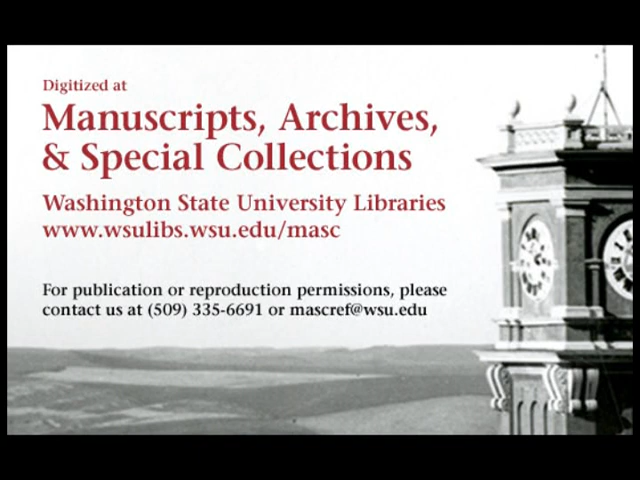 Digitized at
Manuscripts, Archives,
& Special Collections
Washington State University Libraries
www.wsulibs.wsu.edu/masc
For publication or reproduction permissions, please
contact us at (509) 335-6691 or mascref@wsu.edu